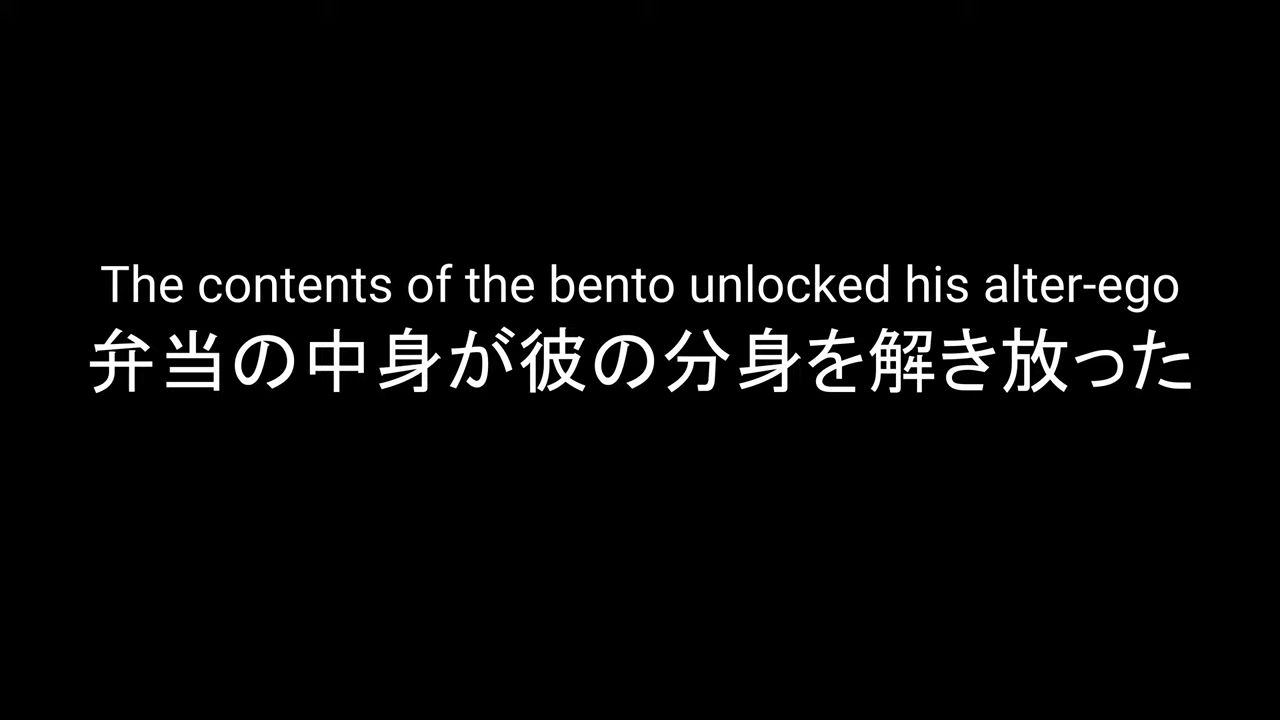 The contents of the bento unlocked his alter-ego
弁当の中身が彼の分身を解き放った